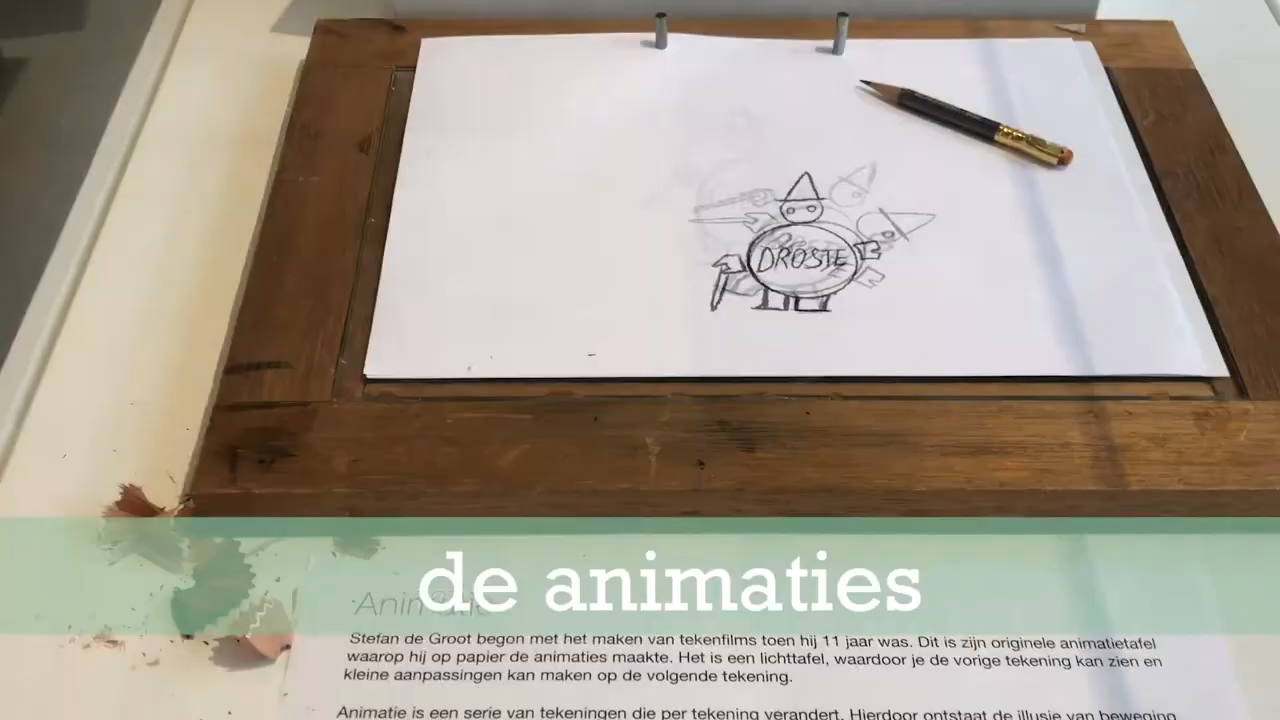 DROSTE
de animaties
Animatie
Stefan de Groot begon met het maken van tekenfilms toen hij 11 jaar was. Dit is zijn originele animatietafel
waarop hij op papier de animaties maakte. Het is een lichttafel, waardoor je de vorige tekening kan zien en
kleine aanpassingen kan maken op de volgende tekening.
Animatie is een serie van tekeningen die per tekening verandert. Hierdoor ontstaat de illusie van beweging